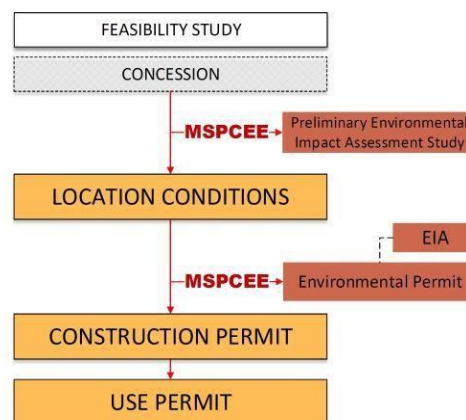 FEASIBILITY STUDY
CONCESSION
MSPCEE
Preliminary Environmental
Impact Assessment Study
LOCATION CONDITIONS
EIA
MSPCEE
Environmental Permit
CONSTRUCTION PERMIT
USE PERMIT